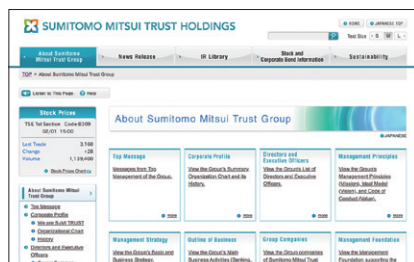 SUMITOMO MITSUI TRUST HOLDINGS
HOME
JAPANESE TOP
Text Size S M L
About Sumitomo
Mitsui Trust Group
News Release
IR Library
Stock and
Corporate Bond Information
Sustainability
TOP > About Sumitomo Mitsui Trust Group
Listen to This Page
Help
Stock Prices
TSE 1st Section Code:8309
02/01 15:00
Last Trade
Change +28
Volume
Stock Price Charts
About Sumitomo Mitsui
Trust Group
Top Message
Corporate Profile
We are SuMi TRUST
Organizational Chart
History
Directors and Executive
Officers
About Sumitomo Mitsui Trust Group
JAPANESE
Top Message
Messages from Top
Management of the Group.
more
Corporate Profile
View the Group's Summary,
Organization Chart and its
History.
more
Directors and
Executive Officers
View the Group's List of
Directors and Executive
Officers.
more
Management Principles
View the Group's
Management Principles
(Mission), Ideal Model
(Vision), and Code of
Conduct (Value).
more
Management Strategy
View the Group's Basic and
Business Strategy.
Outline of Business
View the Group's Main
Business Activities (Banking,
Group Companies
View the Group companies
of Sumitomo Mitsui Trust
Management Foundation
View the Management
Foundation supporting the